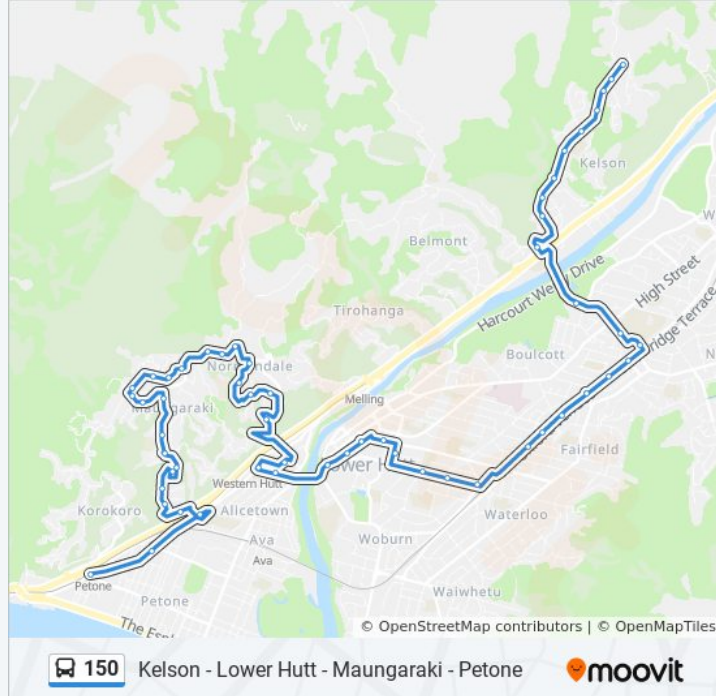 Kelson
Belmont
Harcourt Werry Drive
High Street
Tirohanga
Boulcott
Normandale
Melling
Maungaraki
Fairfield
Lower Hutt
Western Hutt
Waterloo
Korokoro
Alicetown
Ava
Woburn
Ava
Petone
Waiwhetu
Petone
The Esp
© OpenStreetMap contributors | © OpenMapTiles
150
Kelson - Lower Hutt - Maungaraki - Petone
moovit